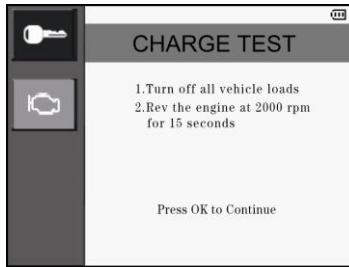 CHARGE TEST
1.Turn off all vehicle loads
2.Rev the engine at 2000 rpm
for 15 seconds
Press OK to Continue